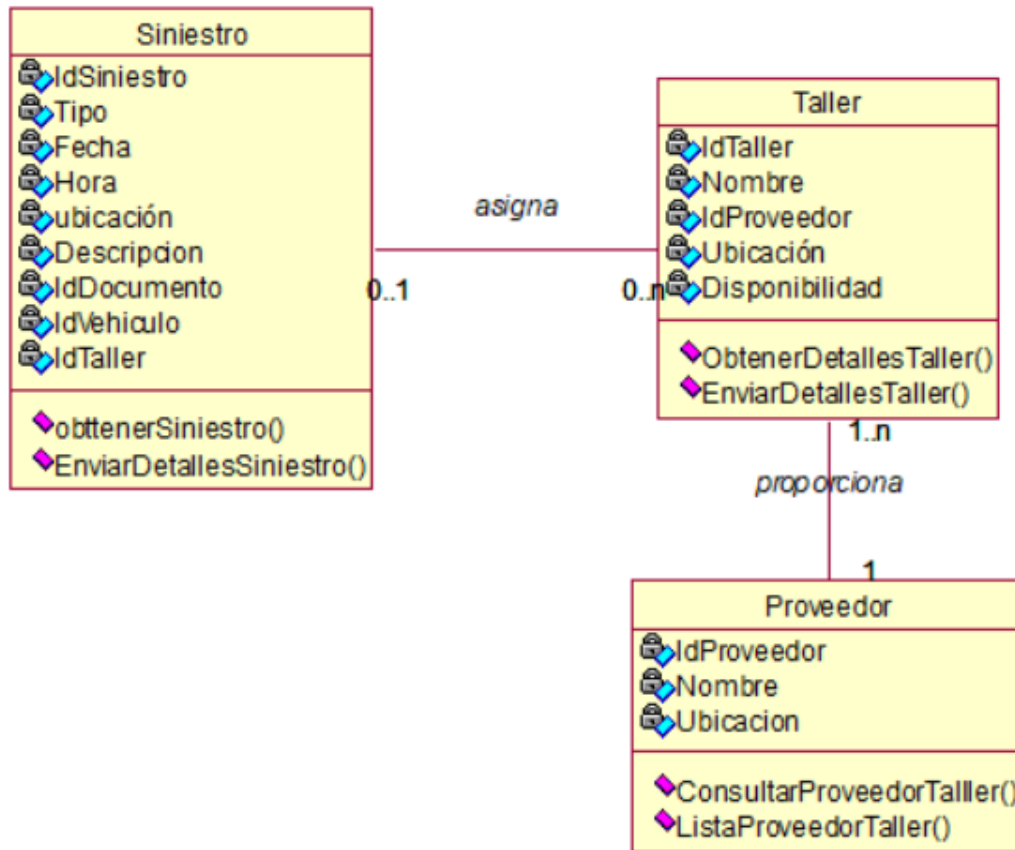 Siniestro
IdSiniestro
Tipo
Fecha
Hora
ubicación
Descripcion
IdDocumento
IdVehiculo
IdTaller
obttenerSiniestro()
EnviarDetallesSiniestro()
asigna
0..1
0..n
Taller
IdTaller
Nombre
IdProveedor
Ubicación
Disponibilidad
ObtenerDetallesTaller()
EnviarDetallesTaller()
1..n
proporciona
1
Proveedor
IdProveedor
Nombre
Ubicacion
ConsultarProveedorTalller()
ListaProveedorTaller()